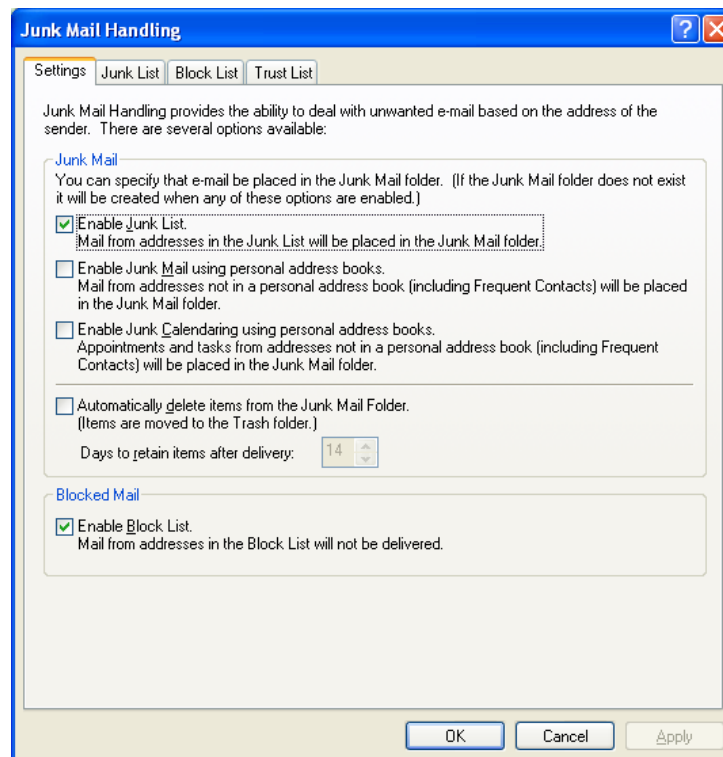 Junk Mail Handling
Settings Junk List Block List Trust List
Junk Mail Handling provides the ability to deal with unwanted e-mail based on the address of the
sender. There are several options available:
Junk Mail
You can specify that e-mail be placed in the Junk Mail folder. (If the Junk Mail folder does not exist
it will be created when any of these options are enabled.)
Enable Junk List.
Mail from addresses in the Junk List will be placed in the Junk Mail folder.
Enable Junk Mail using personal address books.
Mail from addresses not in a personal address book (including Frequent Contacts) will be placed
in the Junk Mail folder.
Enable Junk Calendaring using personal address books.
Appointments and tasks from addresses not in a personal address book (including Frequent
Contacts) will be placed in the Junk Mail folder.
Automatically delete items from the Junk Mail Folder.
(Items are moved to the Trash folder.)
Days to retain items after delivery: 14
Blocked Mail
Enable Block List.
Mail from addresses in the Block List will not be delivered.
OK Cancel Apply